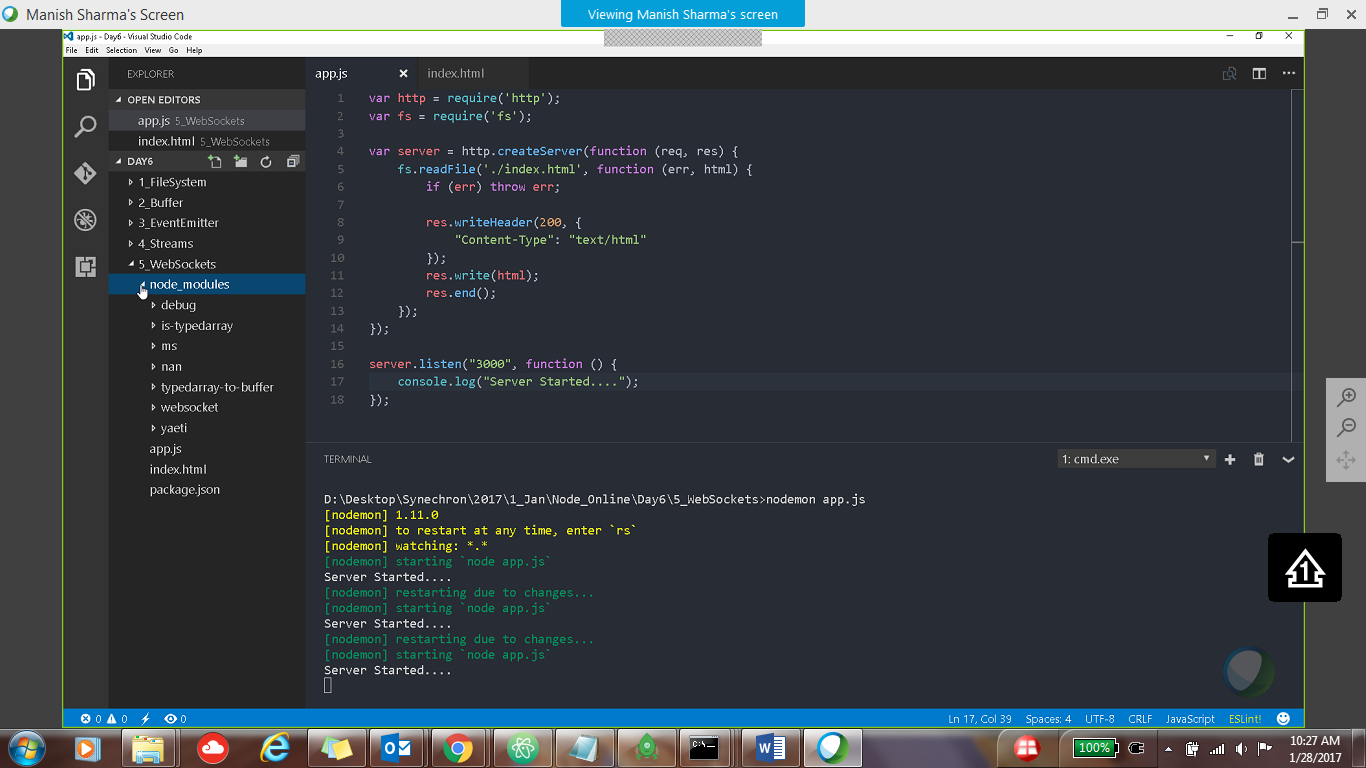 Manish Sharma's Screen
Viewing Manish Sharma's screen
app.js - Day6 - Visual Studio Code
File Edit Selection View Go Help
EXPLORER
OPEN EDITORS
app.js 5_WebSockets
index.html 5_WebSockets
DAY6
1_FileSystem
2_Buffer
3_EventEmitter
4_Streams
5_WebSockets
node_modules
debug
is-typedarray
ms
nan
typedarray-to-buffer
websocket
yaeti
app.js
index.html
package.json
app.js index.html
1 var http = require('http');
2 var fs = require('fs');
3
4 var server = http.createServer(function (req, res) {
5 fs.readFile('./index.html', function (err, html) {
6 if (err) throw err;
7
8 res.writeHeader(200, {
9 "Content-Type": "text/html"
10 });
11 res.write(html);
12 res.end();
13 });
14 });
15
16 server.listen("3000", function () {
17 console.log("Server Started....");
18 });
TERMINAL
1: cmd.exe
D:\Desktop\Synechron\2017\1_Jan\Node_Online\Day6\5_WebSockets>nodemon app.js
[nodemon] 1.11.0
[nodemon] to restart at any time, enter `rs`
[nodemon] watching: *.*
[nodemon] starting `node app.js`
Server Started....
[nodemon] restarting due to changes...
[nodemon] starting `node app.js`
Server Started....
[nodemon] restarting due to changes...
[nodemon] starting `node app.js`
Server Started....
1
0 0 0
Ln 17, Col 39 Spaces: 4 UTF-8 CRLF JavaScript ESLint!
C:\
100%
10:27 AM
1/28/2017